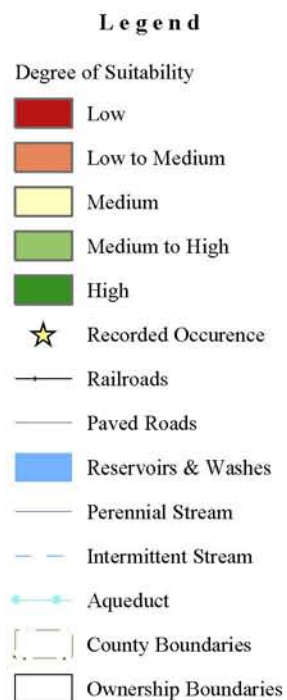 Legend
Degree of Suitability
Low
Low to Medium
Medium
Medium to High
High
Recorded Occurence
Railroads
Paved Roads
Reservoirs & Washes
Perennial Stream
Intermittent Stream
Aqueduct
County Boundaries
Ownership Boundaries